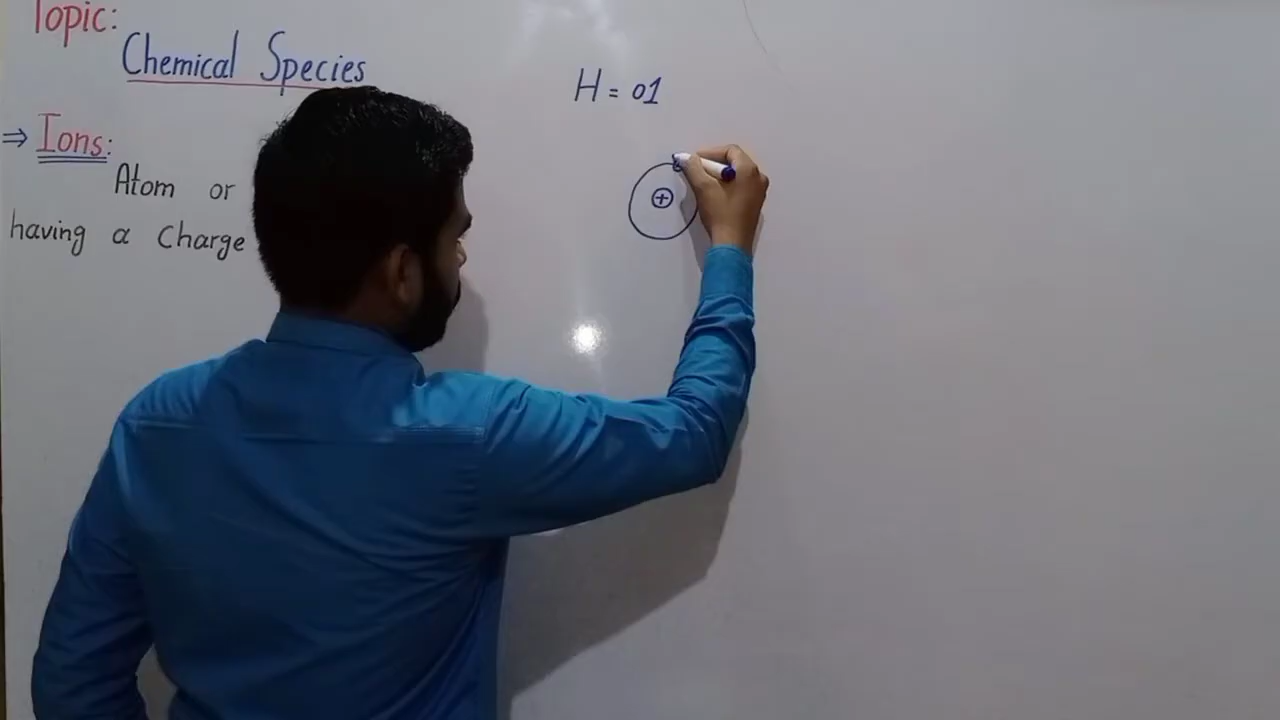 Topic:
Chemical Species
⇒ Ions:
Atom or
having a Charge
H = 01
+